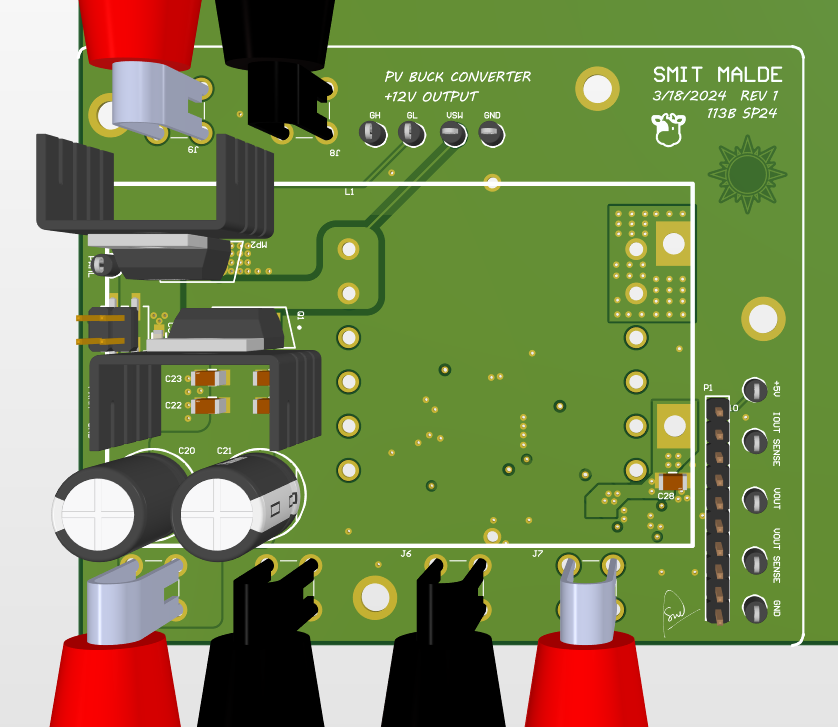 PV BUCK CONVERTER
+12V OUTPUT
SMIT MALDE
3/18/2024 REV 1
113B SP24
GH
GL
VSW
GND
J9
J8
L1
MP2
Q1
C23
C22
C20
C21
P1
+5V
IOUT SENSE
VOUT
VOUT SENSE
GND
C28
J6
J7